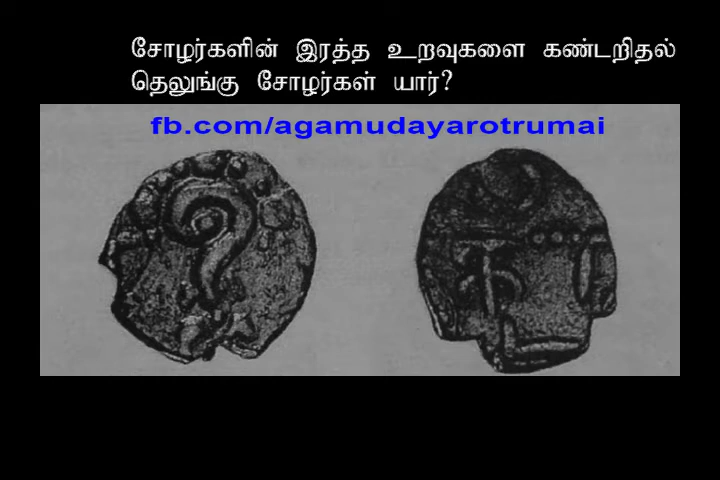 சோழர்களின் இரத்த உறவுகளை கண்டறிதல்
தெலுங்கு சோழர்கள் யார்?
fb.com/agamudayarotrumai